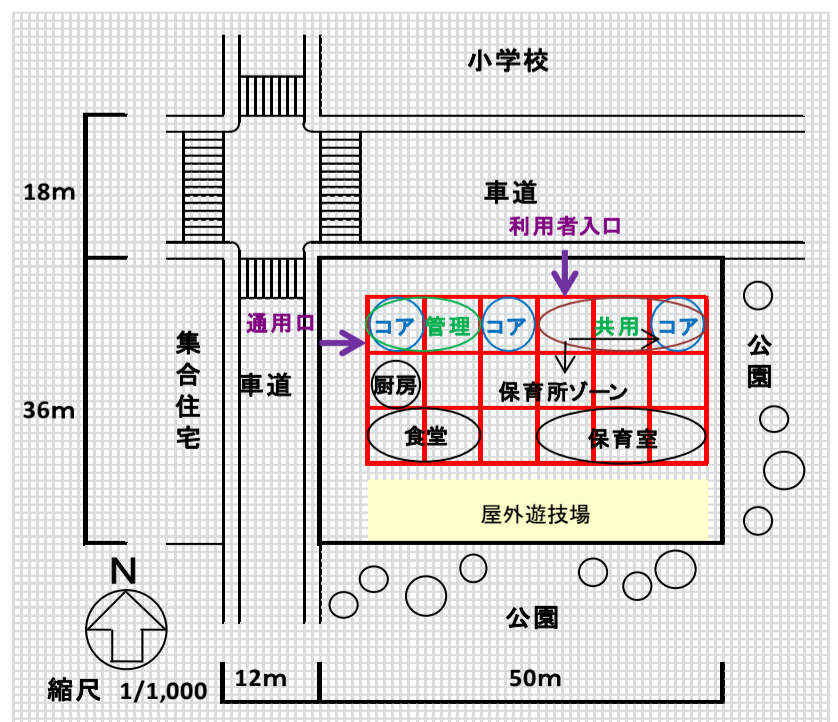 小学校
18m
車道
利用者入口
通用口
コア
管理
コア
共用
コア
集合住宅
車道
厨房
保育所ゾーン
公園
36m
食堂
保育室
屋外遊技場
N
公園
縮尺 1/1,000
12m
50m